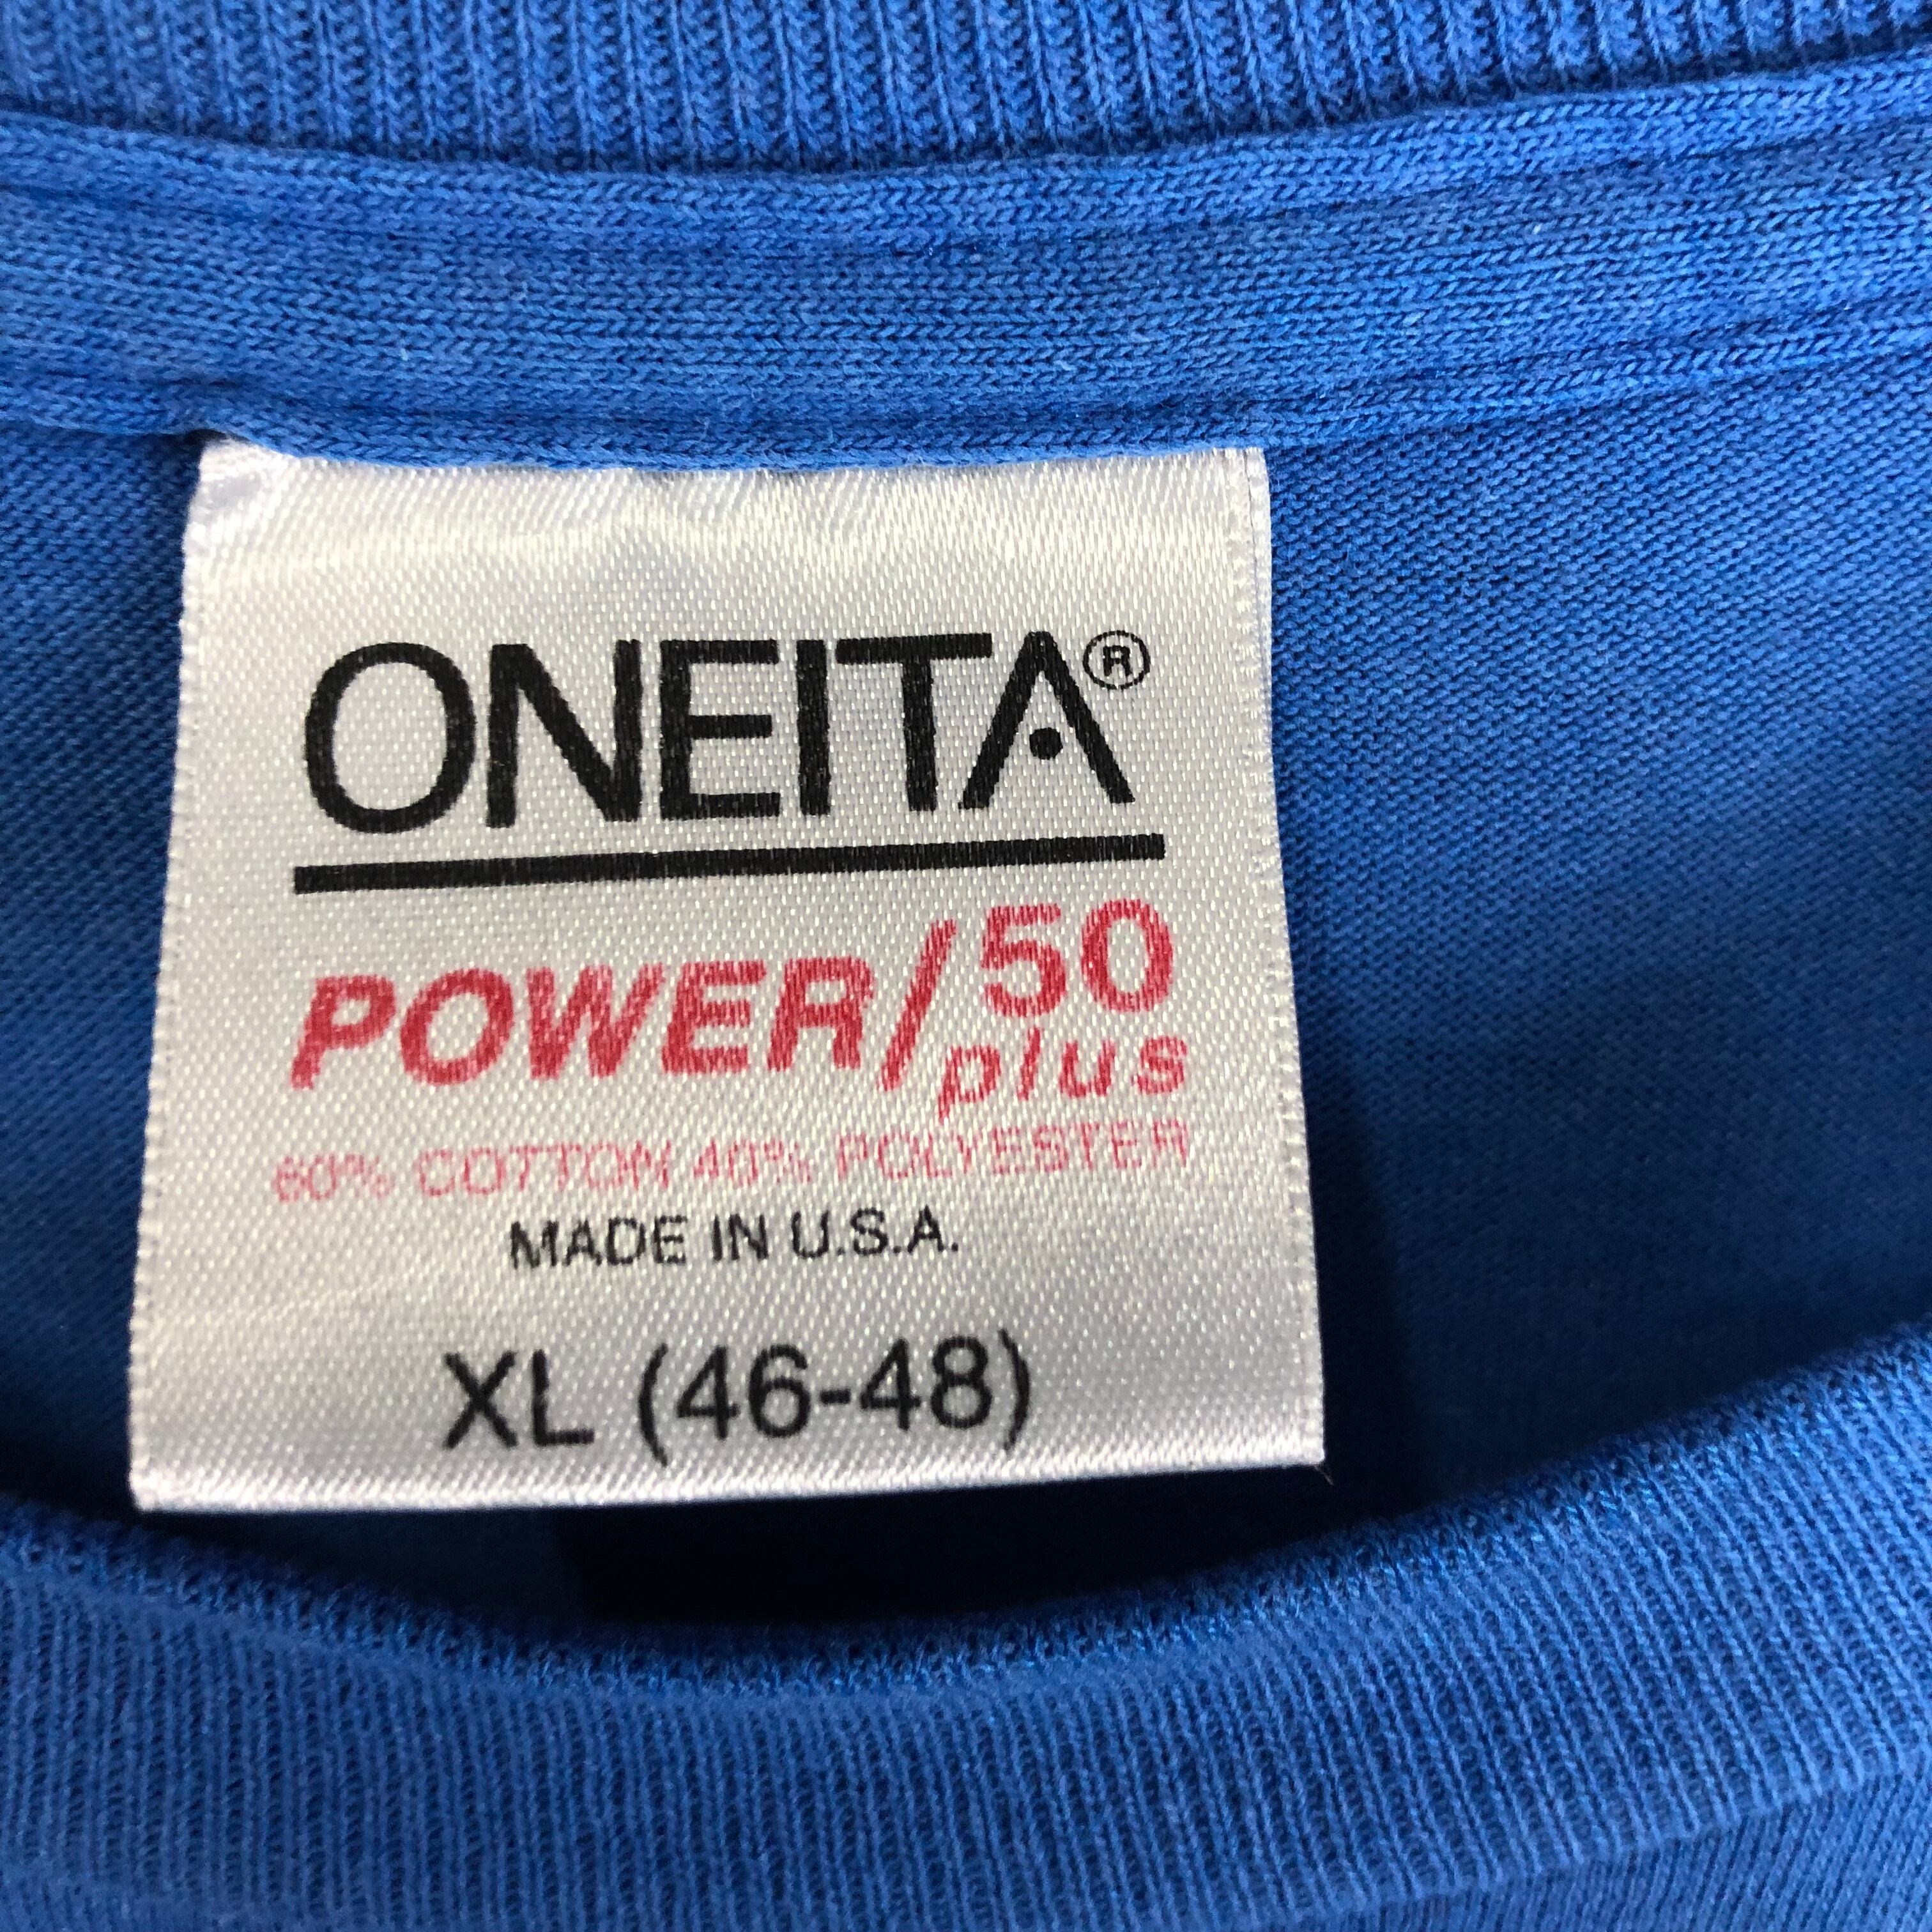 ONEITA®
POWER/50 plus
60% COTTON 40% POLYESTER
MADE IN U.S.A.
XL (46-48)